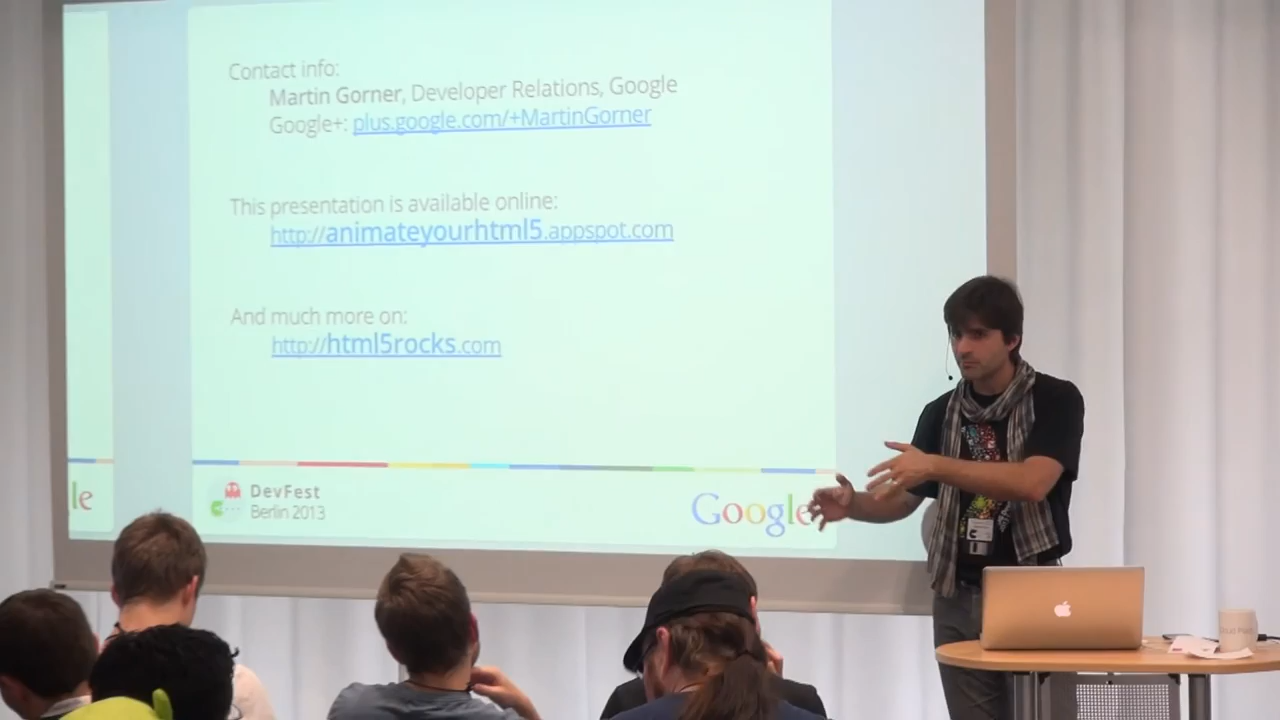 Contact info:
Martin Gorner, Developer Relations, Google
Google+: plus.google.com/+MartinGorner
This presentation is available online:
http://animateyourhtml5.appspot.com
And much more on:
http://html5rocks.com
le
DevFest
Berlin 2013
Google